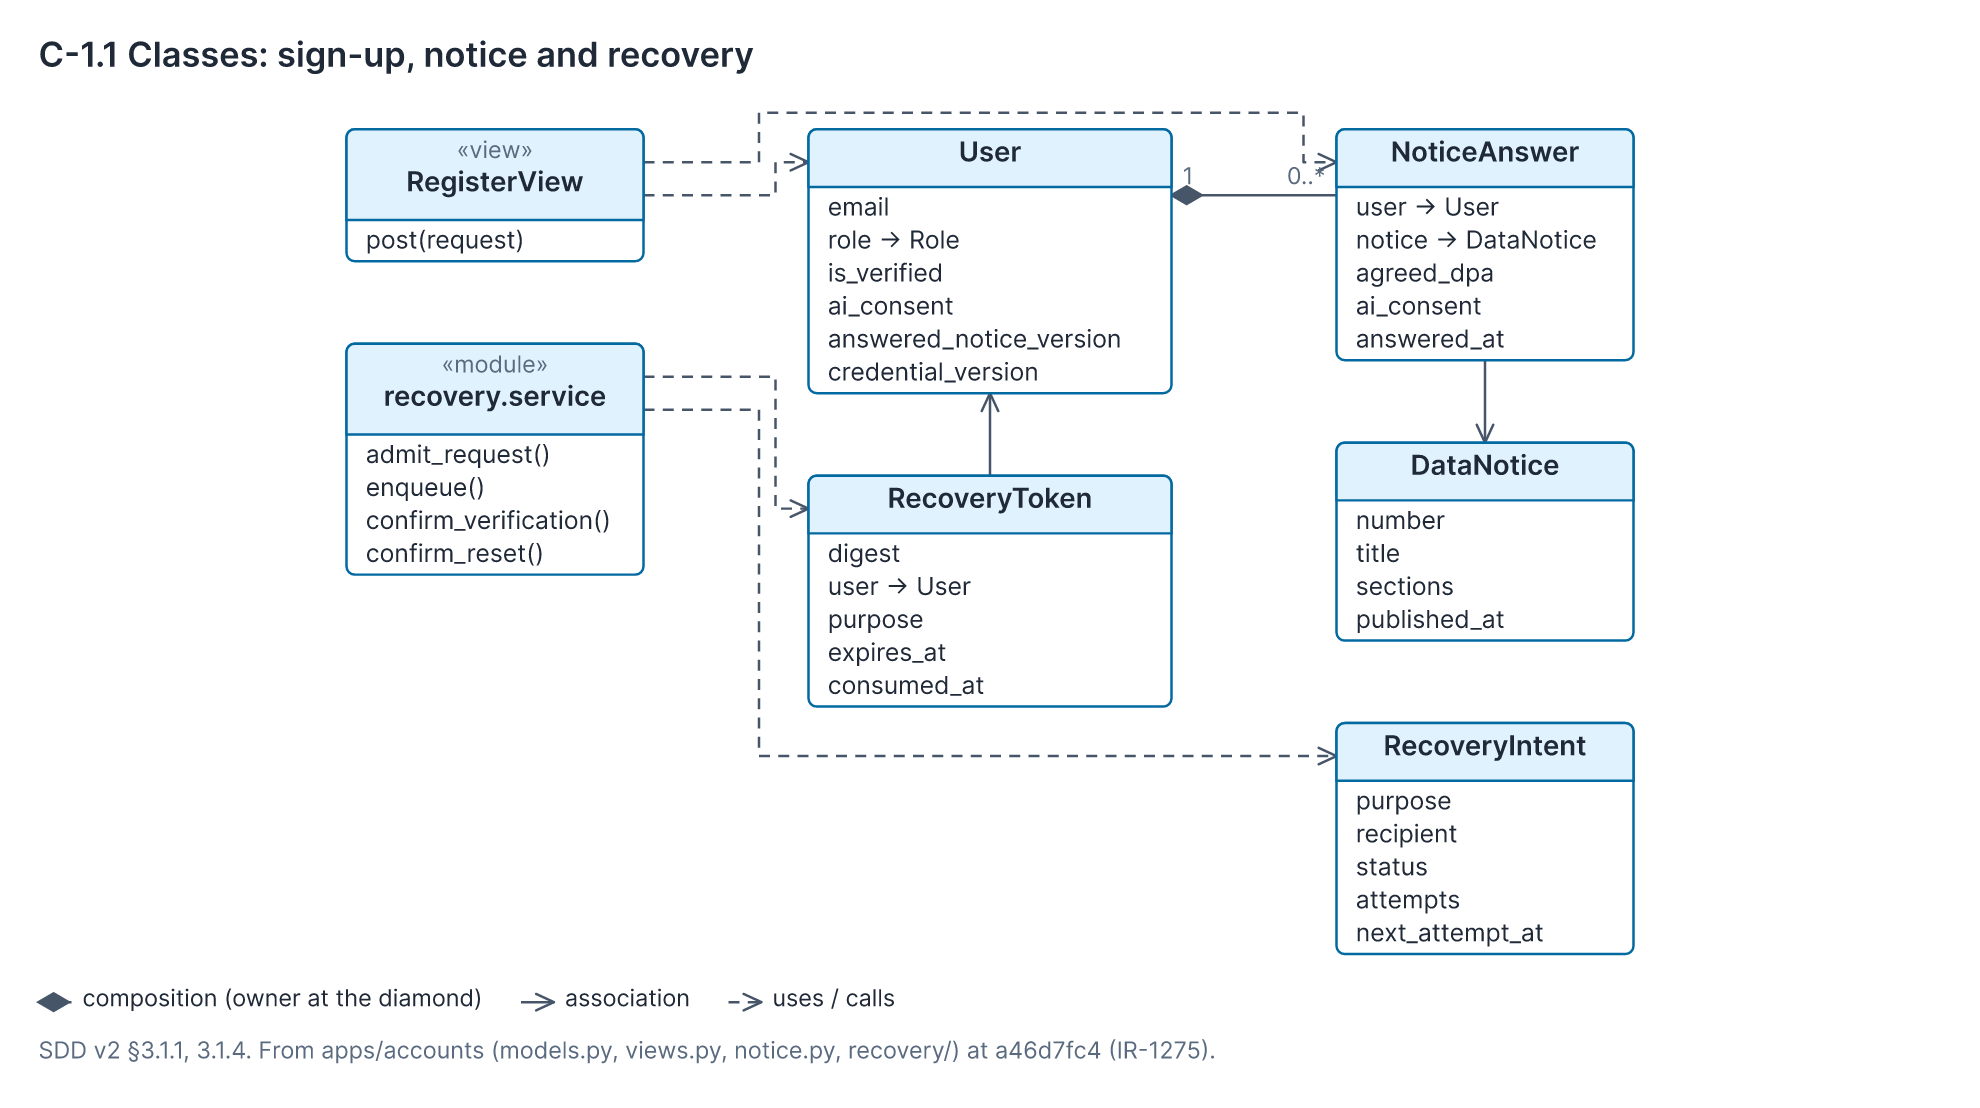 C-1.1 Classes: sign-up, notice and recovery
«view»
RegisterView
post(request)
User
email
role → Role
is_verified
ai_consent
answered_notice_version
credential_version
1
0..*
NoticeAnswer
user → User
notice → DataNotice
agreed_dpa
ai_consent
answered_at
«module»
recovery.service
admit_request()
enqueue()
confirm_verification()
confirm_reset()
RecoveryToken
digest
user → User
purpose
expires_at
consumed_at
DataNotice
number
title
sections
published_at
RecoveryIntent
purpose
recipient
status
attempts
next_attempt_at
composition (owner at the diamond)
association
uses / calls
SDD v2 §3.1.1, 3.1.4. From apps/accounts (models.py, views.py, notice.py, recovery/) at a46d7fc4 (IR-1275).